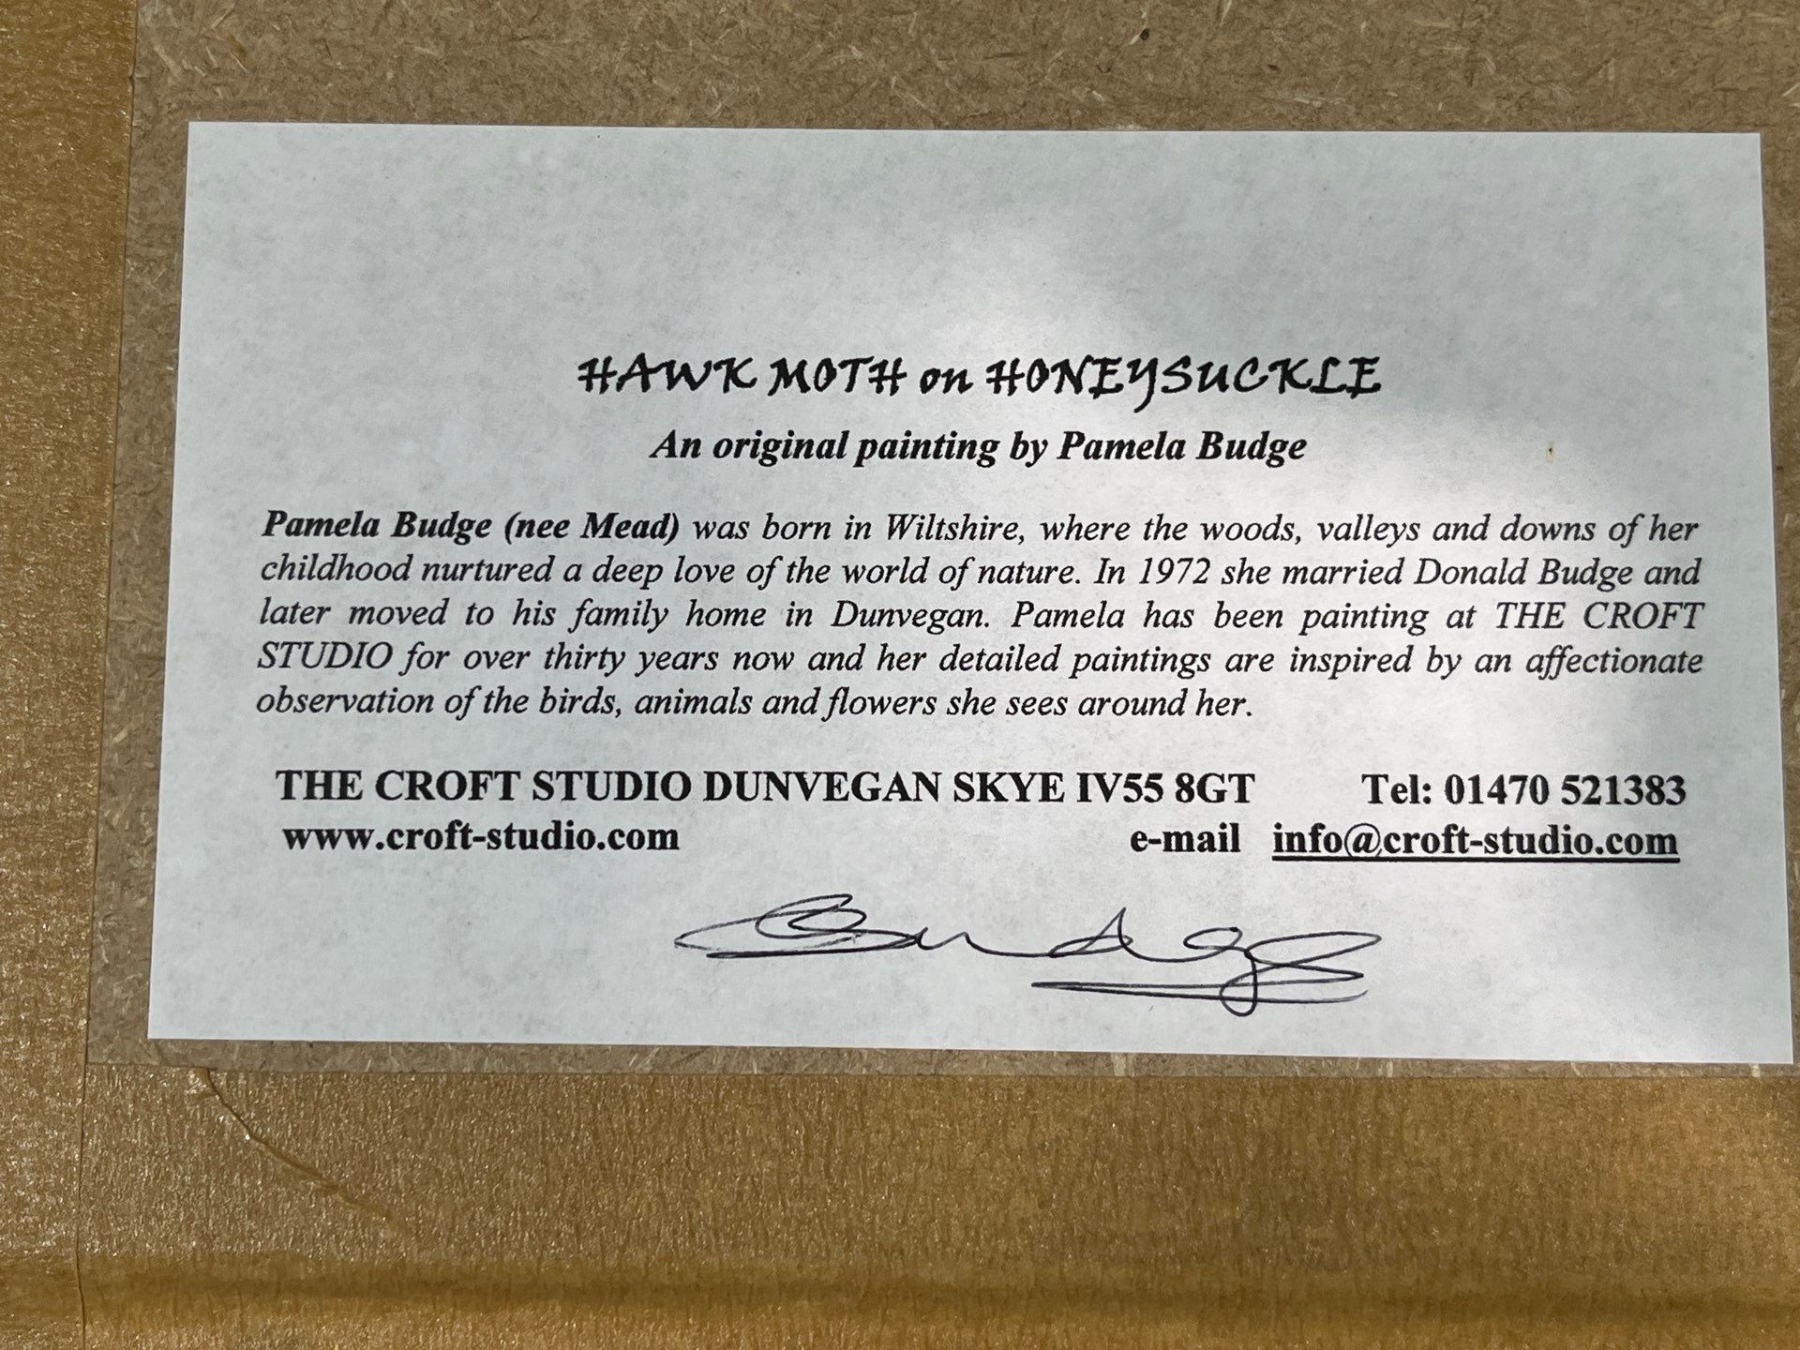 HAWK MOTH on HONEYSUCKLE
An original painting by Pamela Budge
Pamela Budge (nee Mead) was born in Wiltshire, where the woods, valleys and downs of her
childhood nurtured a deep love of the world of nature. In 1972 she married Donald Budge and
later moved to his family home in Dunvegan. Pamela has been painting at THE CROFT
STUDIO for over thirty years now and her detailed paintings are inspired by an affectionate
observation of the birds, animals and flowers she sees around her.
THE CROFT STUDIO DUNVEGAN SKYE IV55 8GT Tel: 01470 521383
www.croft-studio.com e-mail info@croft-studio.com
Budge